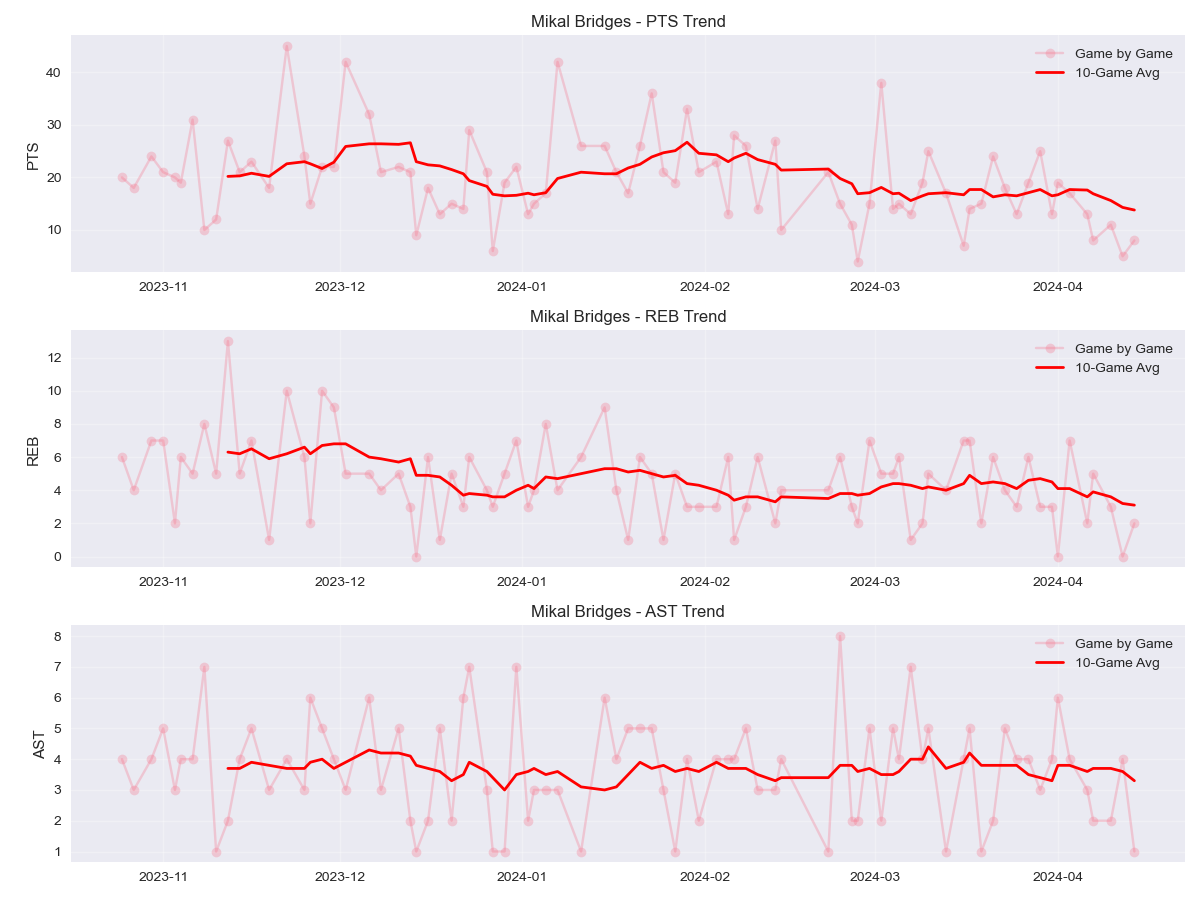 Mikal Bridges - PTS Trend
PTS
40
30
20
10
Game by Game
10-Game Avg
2023-11 2023-12 2024-01 2024-02 2024-03 2024-04
Mikal Bridges - REB Trend
REB
12
10
8
6
4
2
0
Game by Game
10-Game Avg
2023-11 2023-12 2024-01 2024-02 2024-03 2024-04
Mikal Bridges - AST Trend
AST
8
7
6
5
4
3
2
1
Game by Game
10-Game Avg
2023-11 2023-12 2024-01 2024-02 2024-03 2024-04